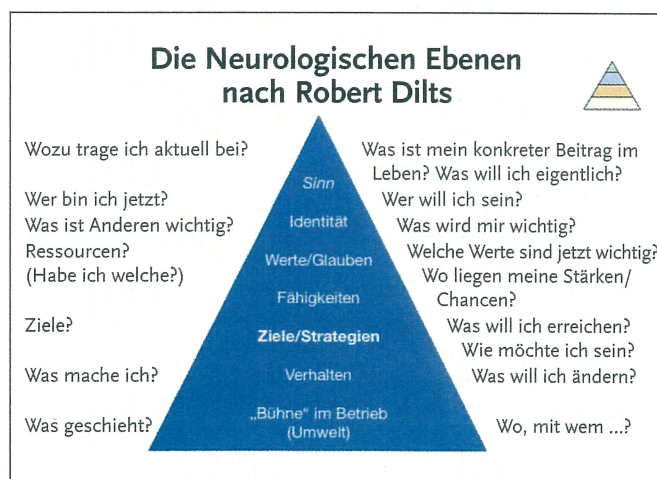 Die Neurologischen Ebenen
nach Robert Dilts
Wozu trage ich aktuell bei?
Wer bin ich jetzt?
Was ist Anderen wichtig?
Ressourcen?
(Habe ich welche?)
Ziele?
Was mache ich?
Was geschieht?
Sinn
Identität
Werte/Glauben
Fähigkeiten
Ziele/Strategien
Verhalten
„Bühne“ im Betrieb
(Umwelt)
Was ist mein konkreter Beitrag im
Leben? Was will ich eigentlich?
Wer will ich sein?
Was wird mir wichtig?
Welche Werte sind jetzt wichtig?
Wo liegen meine Stärken/
Chancen?
Was will ich erreichen?
Wie möchte ich sein?
Was will ich ändern?
Wo, mit wem ...?